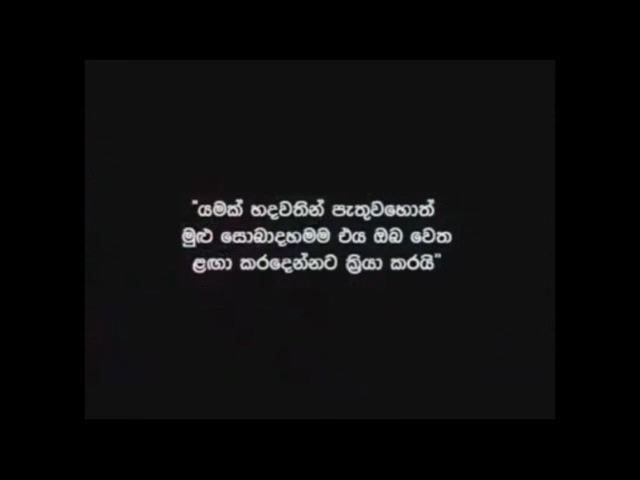 "යමක් හදවතින් පැතුවහොත්
මුළු සොබාදහමම එය ඔබ වෙත
ළඟා කරදෙන්නට ක්‍රියා කරයි"